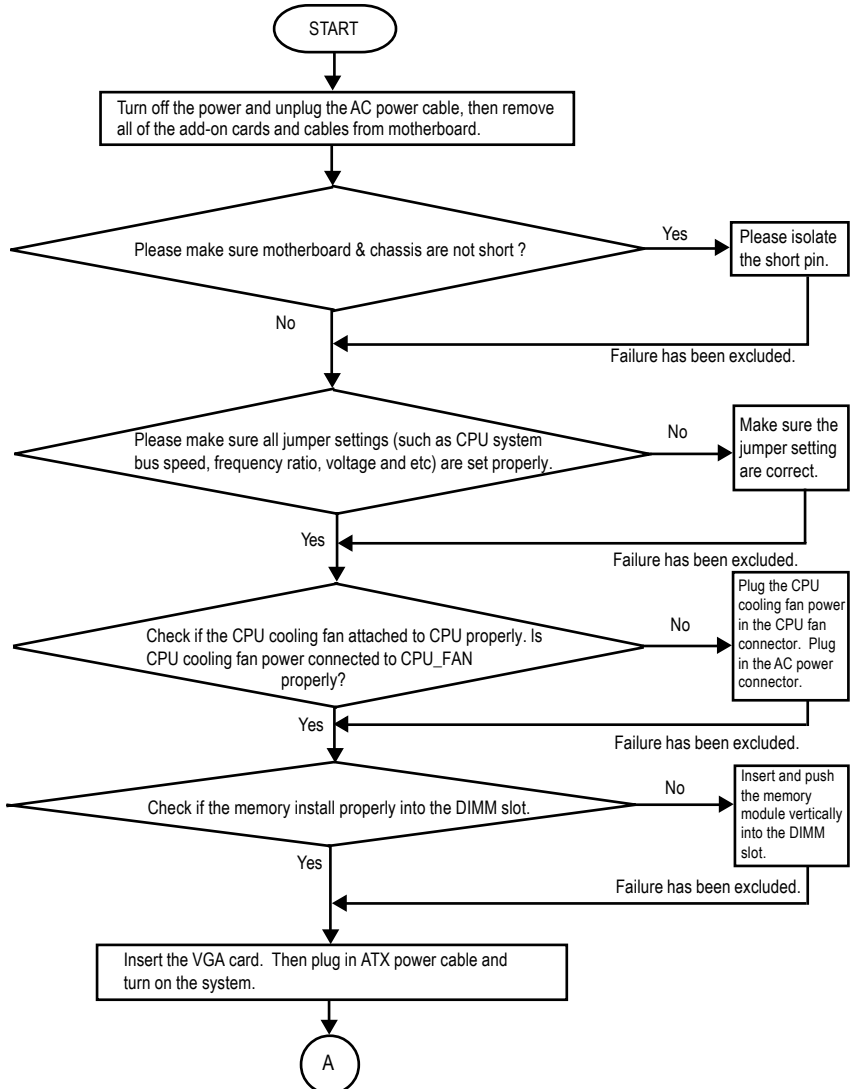 START
Turn off the power and unplug the AC power cable, then remove
all of the add-on cards and cables from motherboard.
Please make sure motherboard & chassis are not short ?
Yes
Please isolate
the short pin.
No
Failure has been excluded.
Please make sure all jumper settings (such as CPU system
bus speed, frequency ratio, voltage and etc) are set properly.
No
Make sure the
jumper setting
are correct.
Yes
Failure has been excluded.
Check if the CPU cooling fan attached to CPU properly. Is
CPU cooling fan power connected to CPU_FAN
properly?
No
Plug the CPU
cooling fan power
in the CPU fan
connector. Plug
in the AC power
connector.
Yes
Failure has been excluded.
Check if the memory install properly into the DIMM slot.
No
Insert and push
the memory
module vertically
into the DIMM
slot.
Yes
Failure has been excluded.
Insert the VGA card. Then plug in ATX power cable and
turn on the system.
A